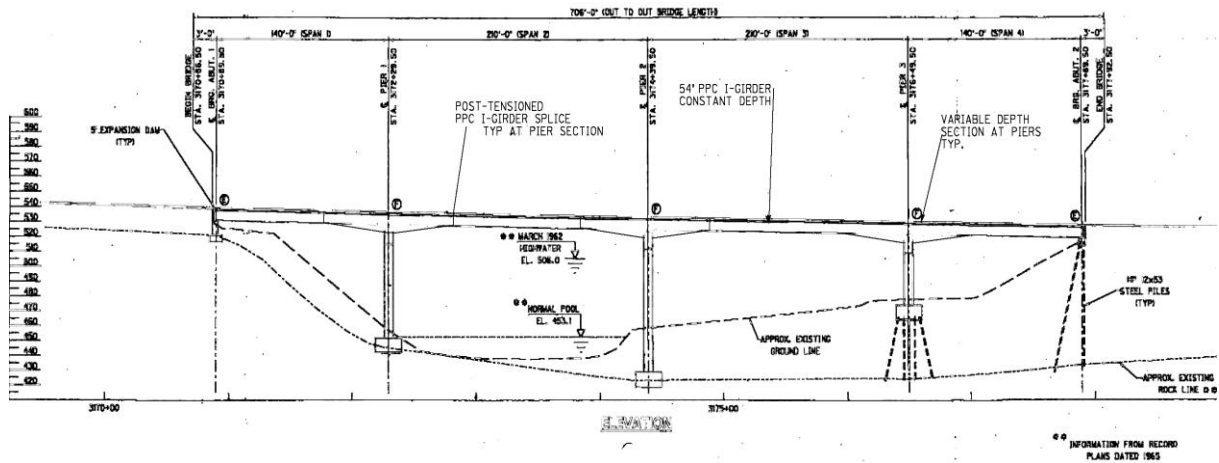 706'-0" (OUT TO OUT BRIDGE LENGTH)
3'-0"
140'-0" (SPAN 1)
210'-0" (SPAN 2)
210'-0" (SPAN 3)
140'-0" (SPAN 4)
3'-0"
BEGIN BRIDGE
STA. 3170+86.50
℄ BRG. ABUT. 1
STA. 3170+89.50
℄ PIER 1
STA. 3172+29.50
℄ PIER 2
STA. 3174+39.50
℄ PIER 3
STA. 3176+49.50
℄ BRG. ABUT. 2
STA. 3177+89.50
END BRIDGE
STA. 3177+92.50
5" EXPANSION DAM
(TYP)
POST-TENSIONED
PPC I-GIRDER SPLICE
TYP AT PIER SECTION
54" PPC I-GIRDER
CONSTANT DEPTH
VARIABLE DEPTH
SECTION AT PIERS
TYP.
600
590
580
570
560
550
540
530
520
510
500
490
480
470
460
450
440
430
420
E
F
F
F
E
** MARCH 1962
HIGHWATER
EL. 508.0
** NORMAL POOL
EL. 453.1
APPROX. EXISTING
GROUND LINE
HP 12x53
STEEL PILES
(TYP)
APPROX. EXISTING
ROCK LINE
3170+00
3175+00
ELEVATION
** INFORMATION FROM RECORD
PLANS DATED 1965